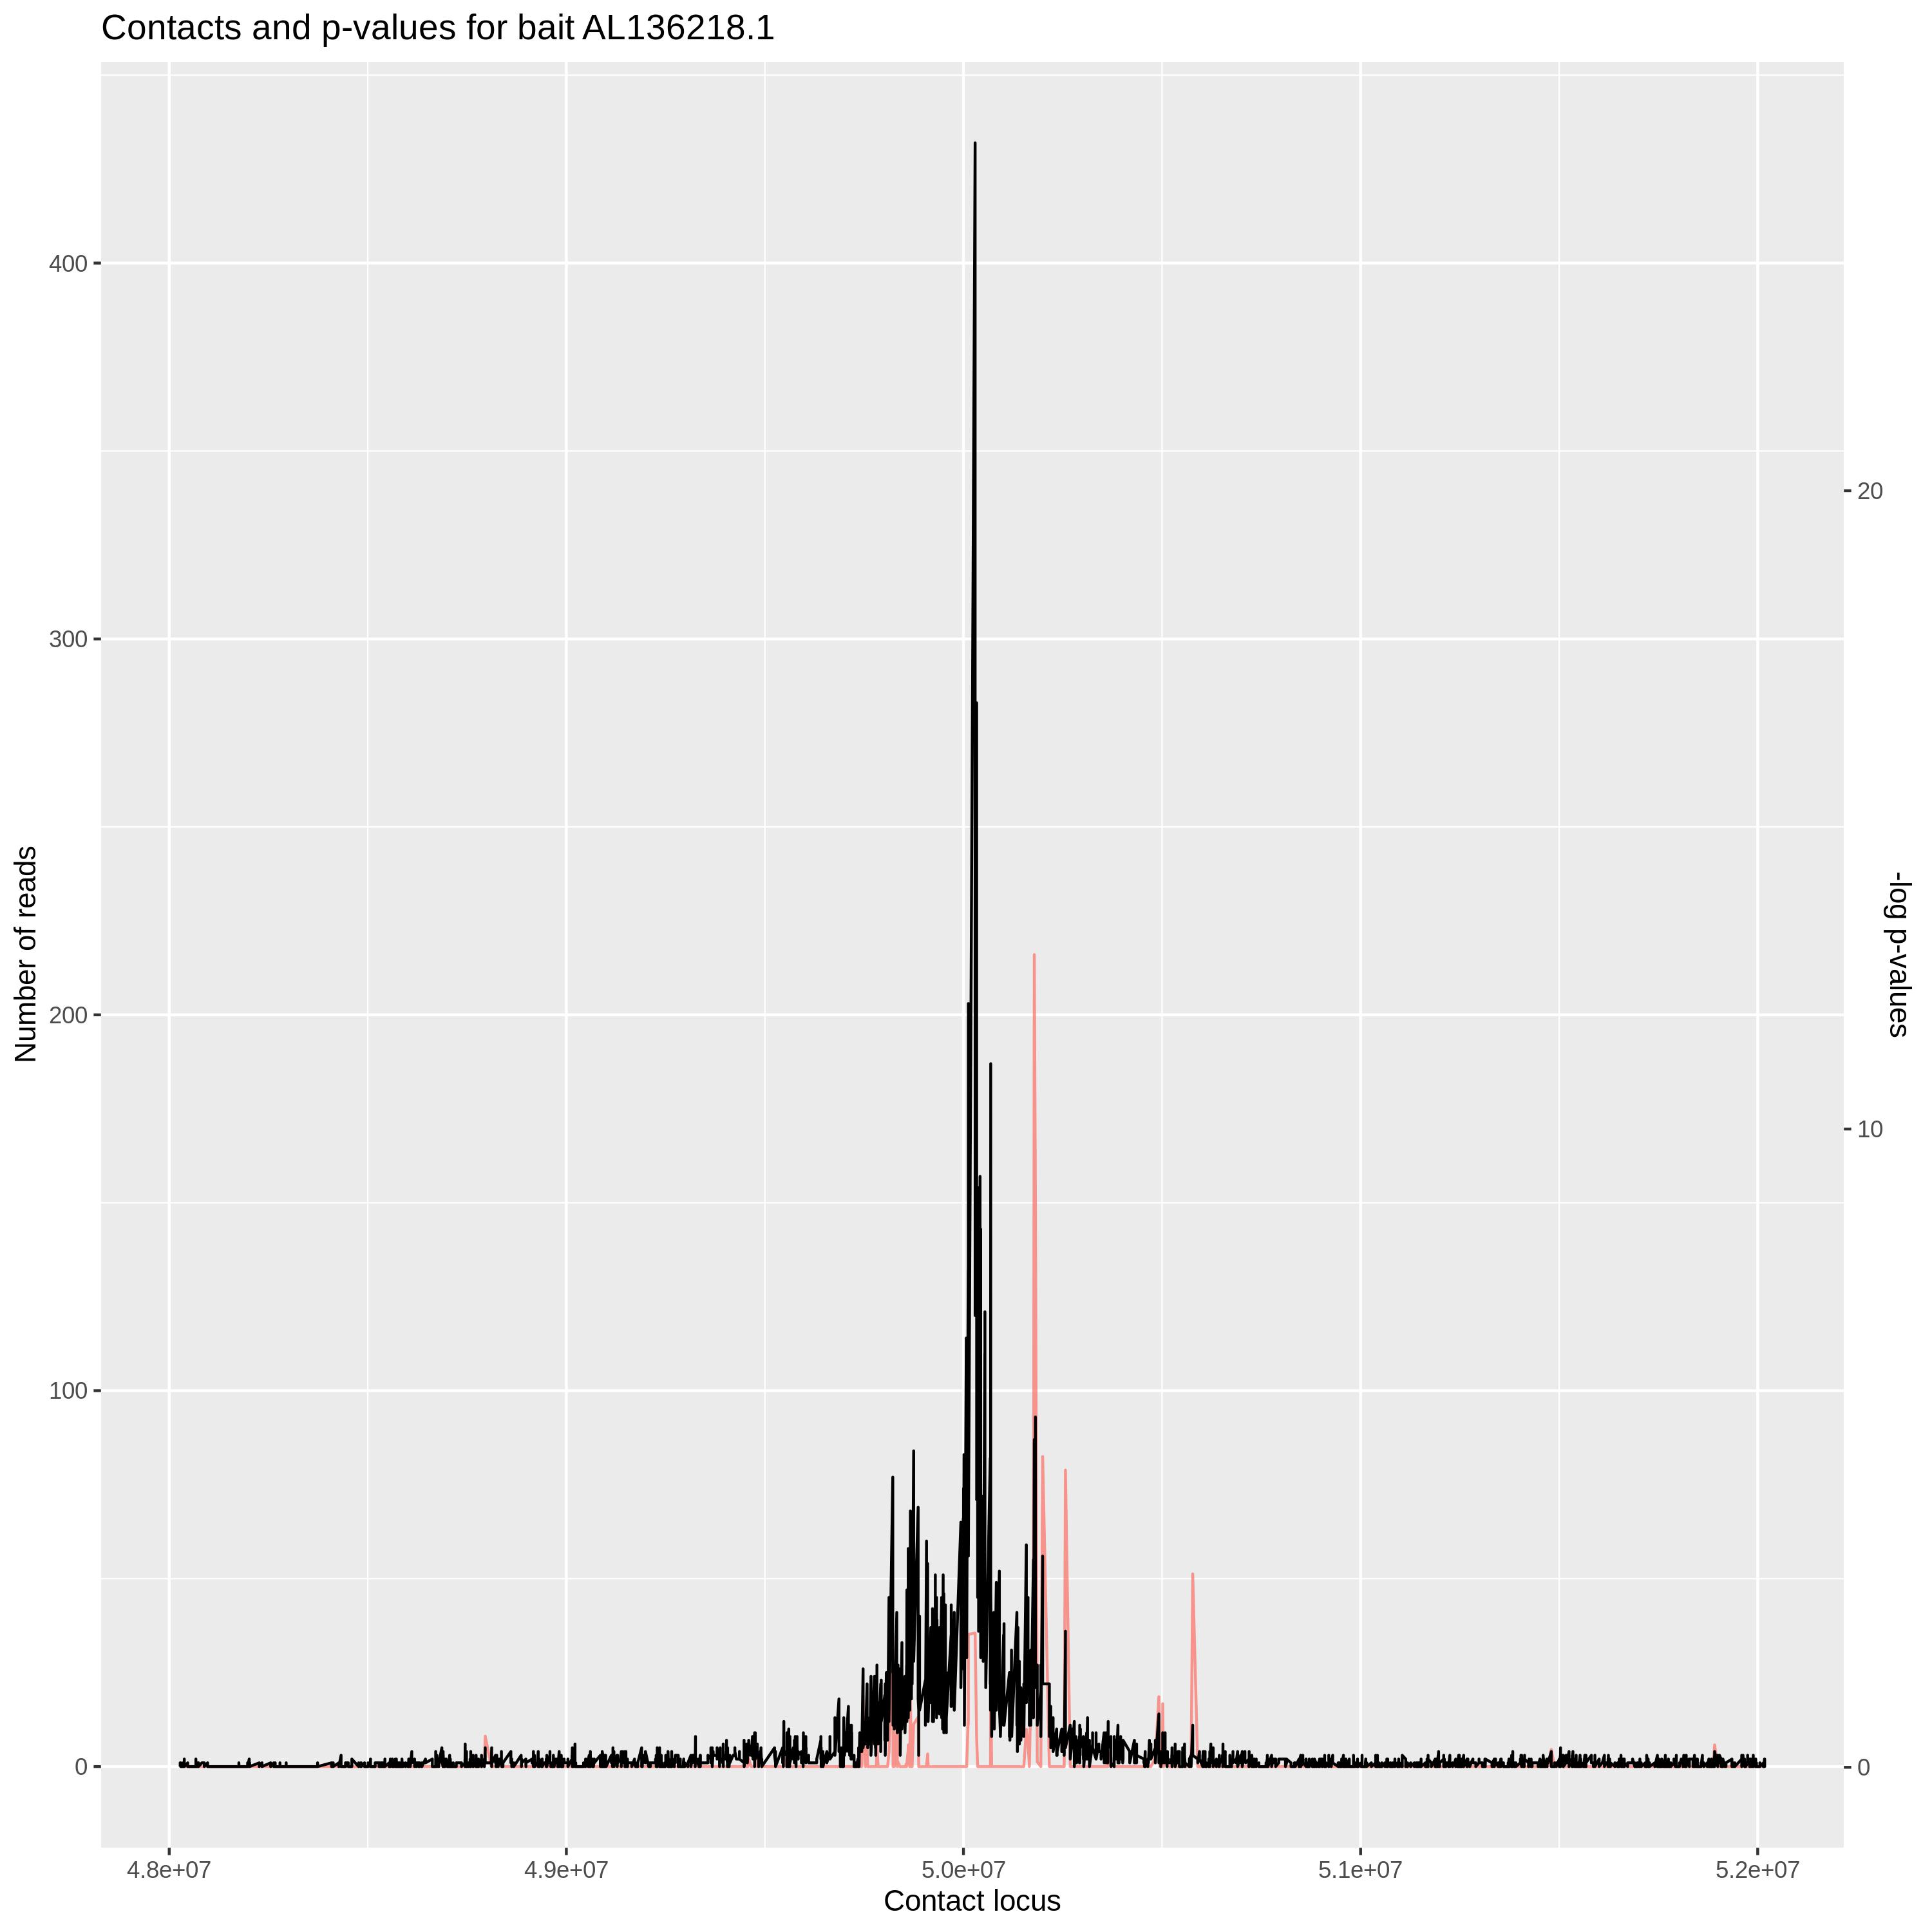 Contacts and p-values for bait AL136218.1
400
300
200
100
0
Number of reads
20
10
0
-log p-values
4.8e+07
4.9e+07
5.0e+07
5.1e+07
5.2e+07
Contact locus